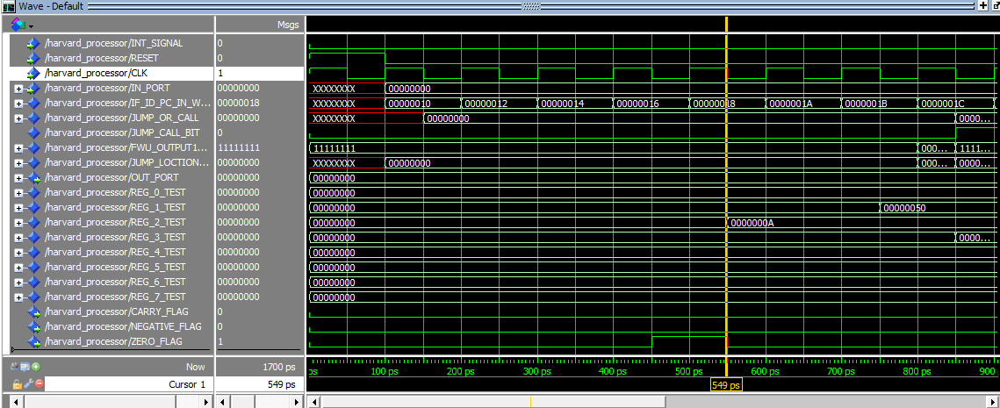 Wave - Default
Msgs
/harvard_processor/INT_SIGNAL 0
/harvard_processor/RESET 0
/harvard_processor/CLK 1
/harvard_processor/IN_PORT 00000000 XXXXXXXX 00000000
/harvard_processor/IF_ID_PC_IN_W... 00000018 XXXXXXXX 00000010 00000012 00000014 00000016 00000018 0000001A 0000001B 0000001C
/harvard_processor/JUMP_OR_CALL 00000000 XXXXXXXX 00000000 0000...
/harvard_processor/JUMP_CALL_BIT 0
/harvard_processor/FWU_OUTPUT1... 11111111 11111111 000... 1111...
/harvard_processor/JUMP_LOCTION... 00000000 XXXXXXXX 00000000 000... 0000...
/harvard_processor/OUT_PORT 00000000 00000000
/harvard_processor/REG_0_TEST 00000000 00000000
/harvard_processor/REG_1_TEST 00000000 00000000 00000050
/harvard_processor/REG_2_TEST 00000000 00000000 0000000A
/harvard_processor/REG_3_TEST 00000000 00000000 0000...
/harvard_processor/REG_4_TEST 00000000 00000000
/harvard_processor/REG_5_TEST 00000000 00000000
/harvard_processor/REG_6_TEST 00000000 00000000
/harvard_processor/REG_7_TEST 00000000 00000000
/harvard_processor/CARRY_FLAG 0
/harvard_processor/NEGATIVE_FLAG 0
/harvard_processor/ZERO_FLAG 1
Now 1700 ps ps 100 ps 200 ps 300 ps 400 ps 500 ps 600 ps 700 ps 800 ps 900
Cursor 1 549 ps 549 ps